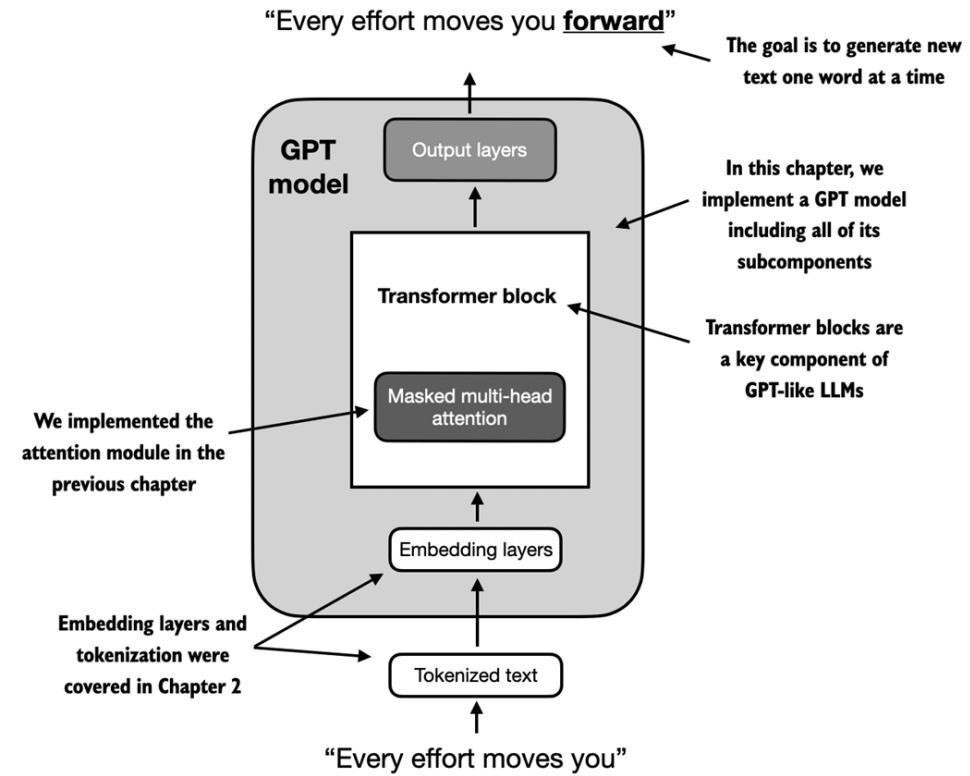 “Every effort moves you forward”
The goal is to generate new
text one word at a time
GPT
model
Output layers
In this chapter, we
implement a GPT model
including all of its
subcomponents
Transformer block
Transformer blocks are
a key component of
GPT-like LLMs
Masked multi-head
attention
We implemented the
attention module in the
previous chapter
Embedding layers
Embedding layers and
tokenization were
covered in Chapter 2
Tokenized text
“Every effort moves you”